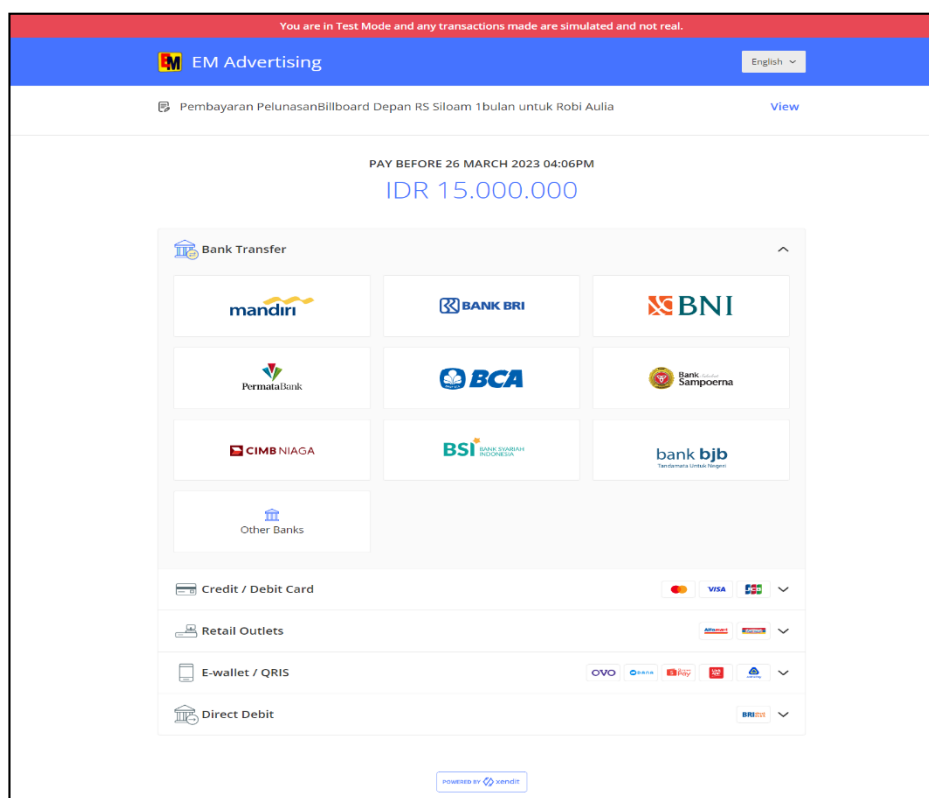 You are in Test Mode and any transactions made are simulated and not real.
EM Advertising
English
Pembayaran PelunasanBillboard Depan RS Siloam 1bulan untuk Robi Aulia
View
PAY BEFORE 26 MARCH 2023 04:06PM
IDR 15.000.000
Bank Transfer
mandiri
BANK BRI
BNI
PermataBank
BCA
Bank
Sampoerna
CIMB NIAGA
BSI BANK SYARIAH
INDONESIA
bank bjb
Tandamata Untuk Negeri
Other Banks
Credit / Debit Card
VISA
JCB
Retail Outlets
Alfamart
E-wallet / QRIS
OVO
DANA
Pay
Direct Debit
BRI
POWERED BY xendit